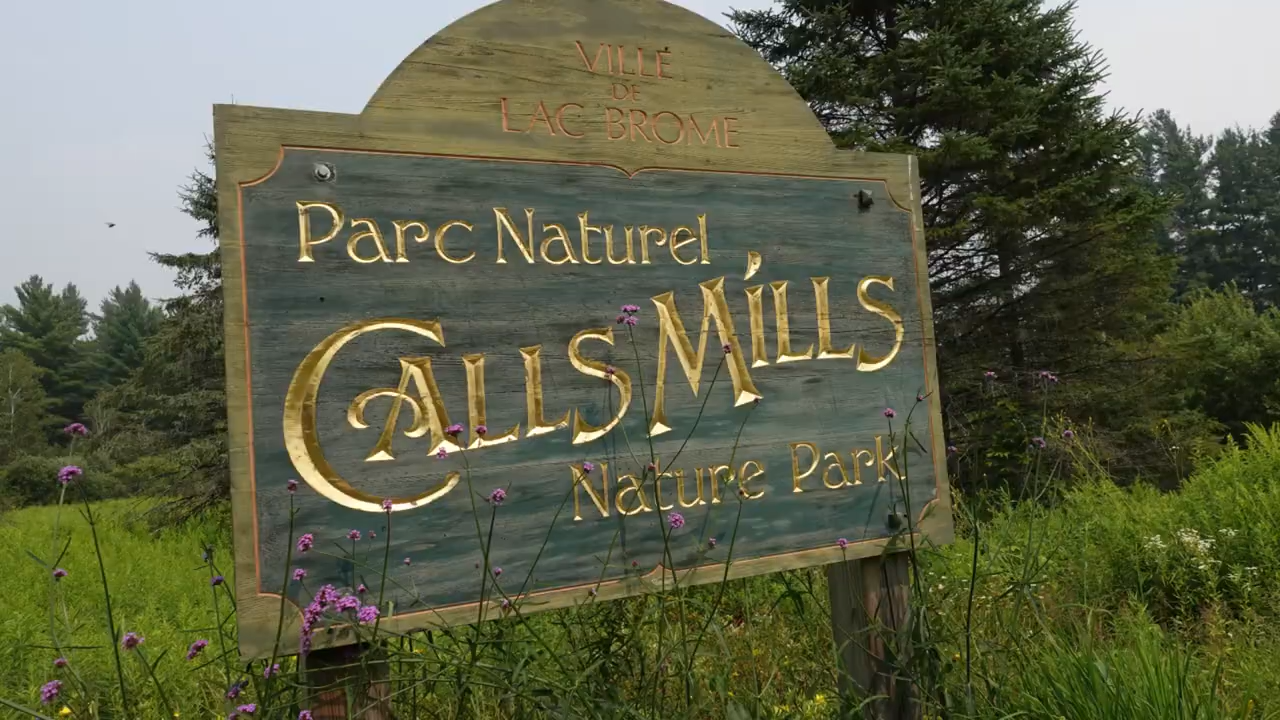 VILLE
DE
LAC BROME
Parc Naturel
CALLS MILLS
Nature Park